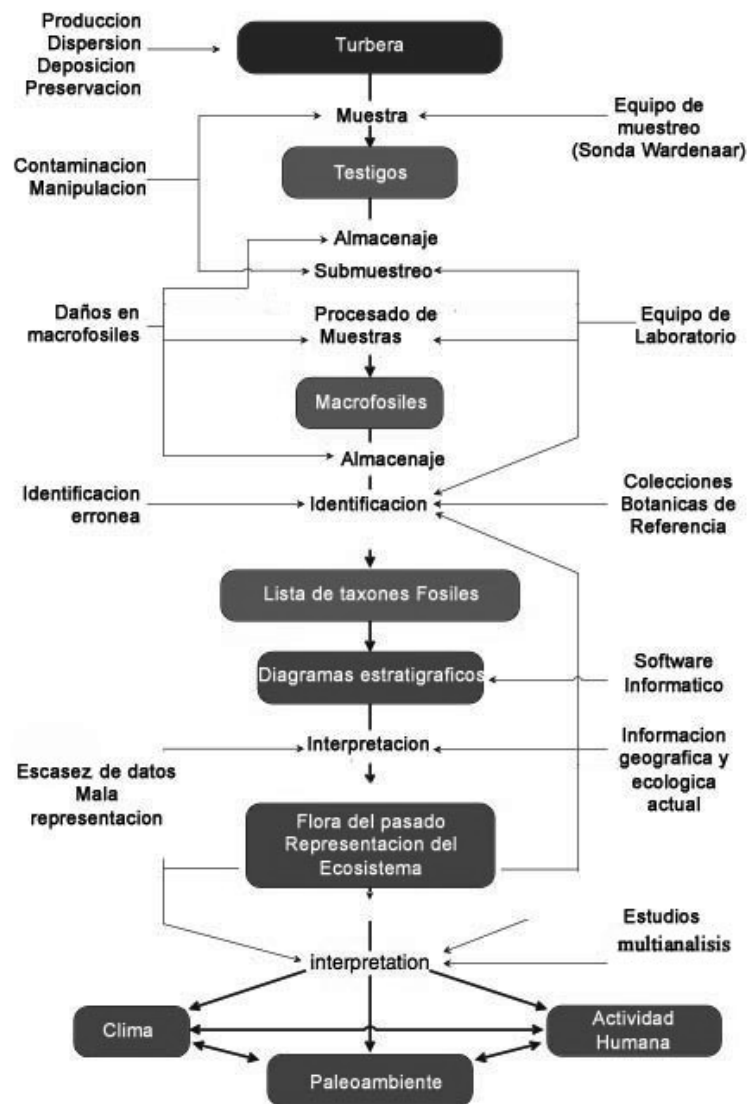 Produccion
Dispersion
Deposicion
Preservacion
Turbera
Muestra
Equipo de
muestreo
(Sonda Wardenaar)
Contaminacion
Manipulacion
Testigos
Almacenaje
Submuestreo
Daños en
macrofosiles
Procesado de
Muestras
Equipo de
Laboratorio
Macrofosiles
Almacenaje
Identificacion
erronea
Identificacion
Colecciones
Botanicas de
Referencia
Lista de taxones Fosiles
Diagramas estratigraficos
Software
Informatico
Interpretacion
Informacion
geografica y
ecologica
actual
Escasez de datos
Mala
representacion
Flora del pasado
Representacion del
Ecosistema
Estudios
multianalisis
interpretation
Clima
Actividad
Humana
Paleoambiente